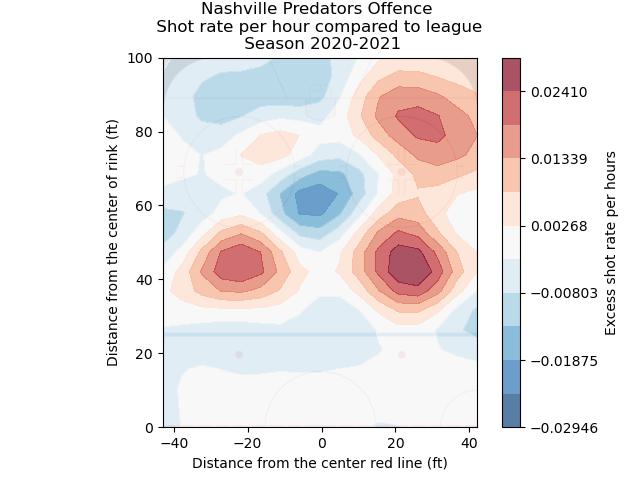 Nashville Predators Offence
Shot rate per hour compared to league
Season 2020-2021
100
80
60
40
20
0
−40
−20
0
20
40
Distance from the center of rink (ft)
Distance from the center red line (ft)
0.02410
0.01339
0.00268
−0.00803
−0.01875
−0.02946
Excess shot rate per hours